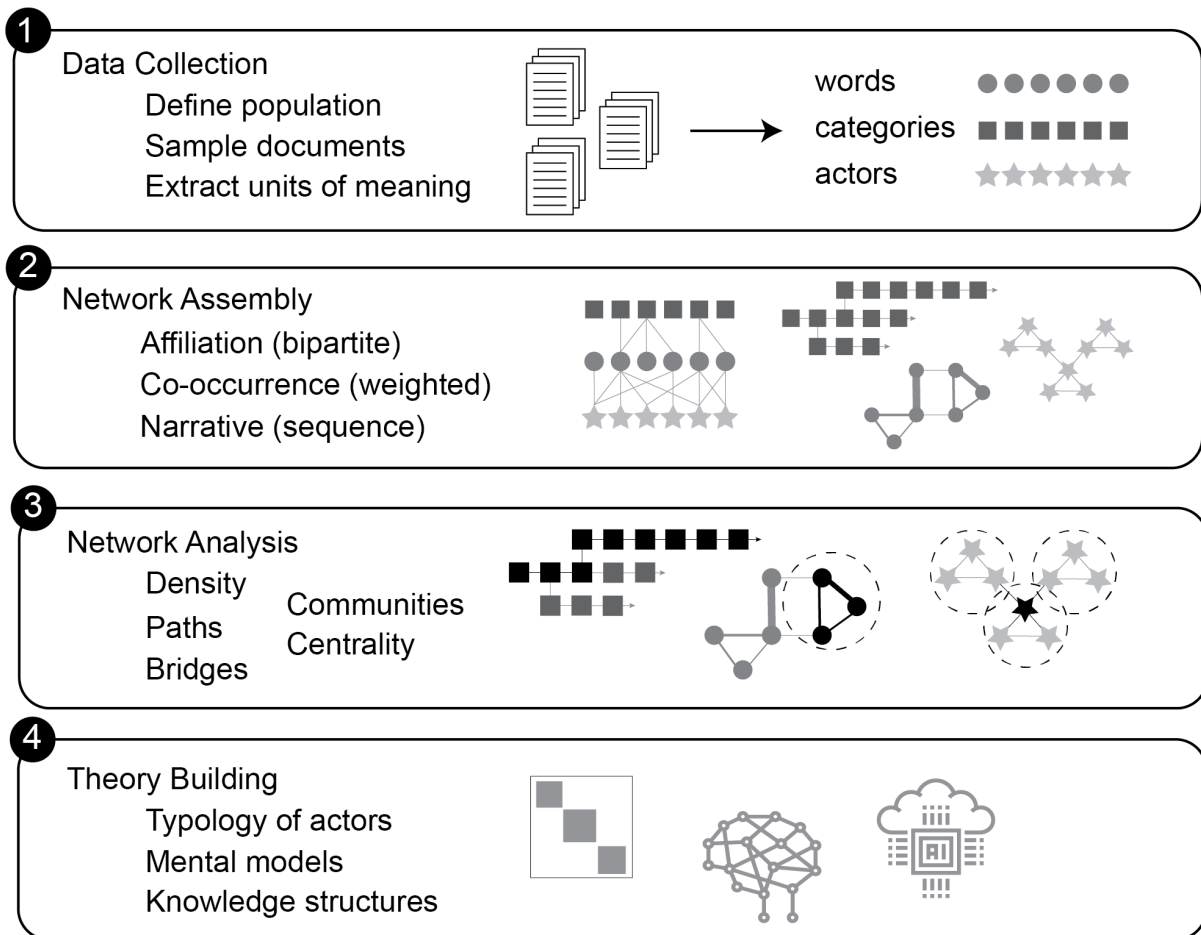 1
Data Collection
Define population
Sample documents
Extract units of meaning
words
categories
actors
2
Network Assembly
Affiliation (bipartite)
Co-occurrence (weighted)
Narrative (sequence)
3
Network Analysis
Density
Paths
Bridges
Communities
Centrality
4
Theory Building
Typology of actors
Mental models
Knowledge structures
AI